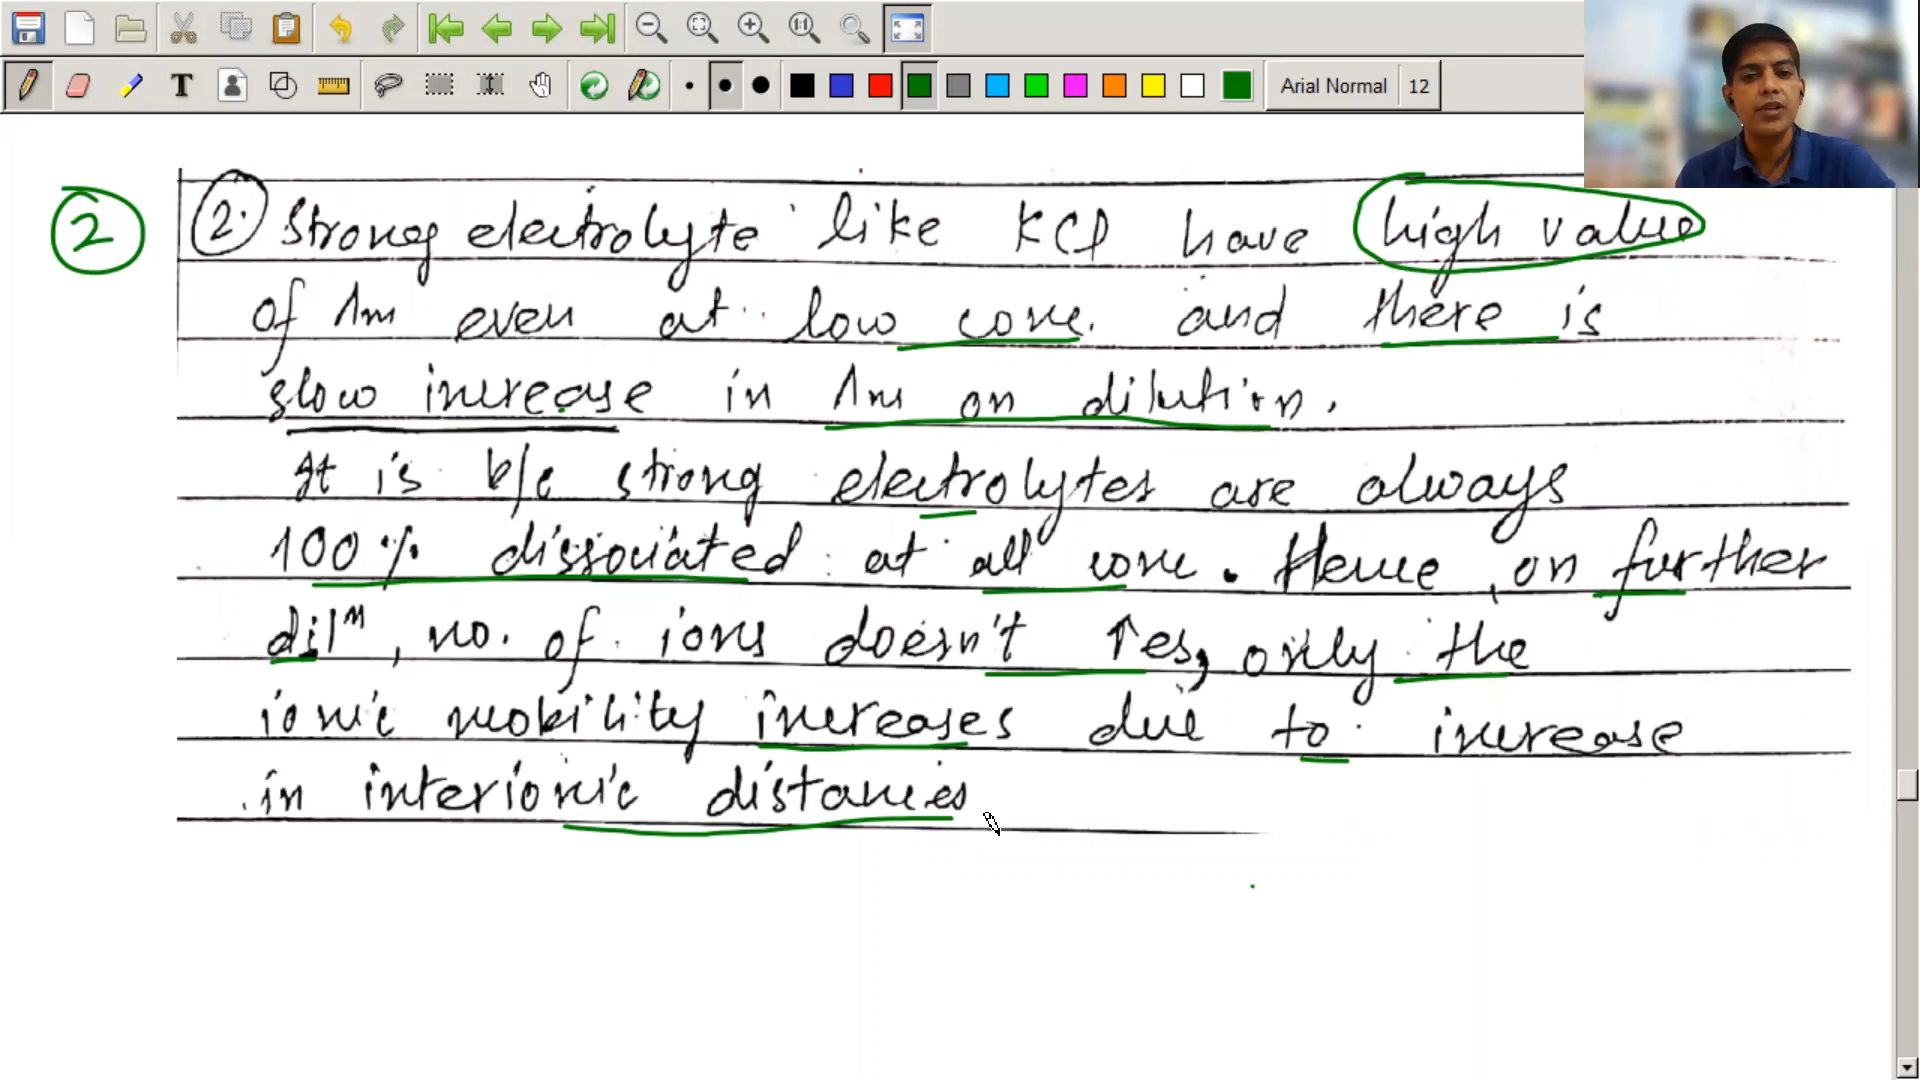 T
1:1
Arial Normal 12
2
2. Strong electrolyte like KCl have high value
of Λm even at low conc. and there is
slow increase in Λm on dilution.
It is b/c strong electrolytes are always
100% dissociated at all conc. Hence, on further
dilⁿ, no. of ions doesn't ↑es, only the
ionic mobility increases due to increase
in interionic distances